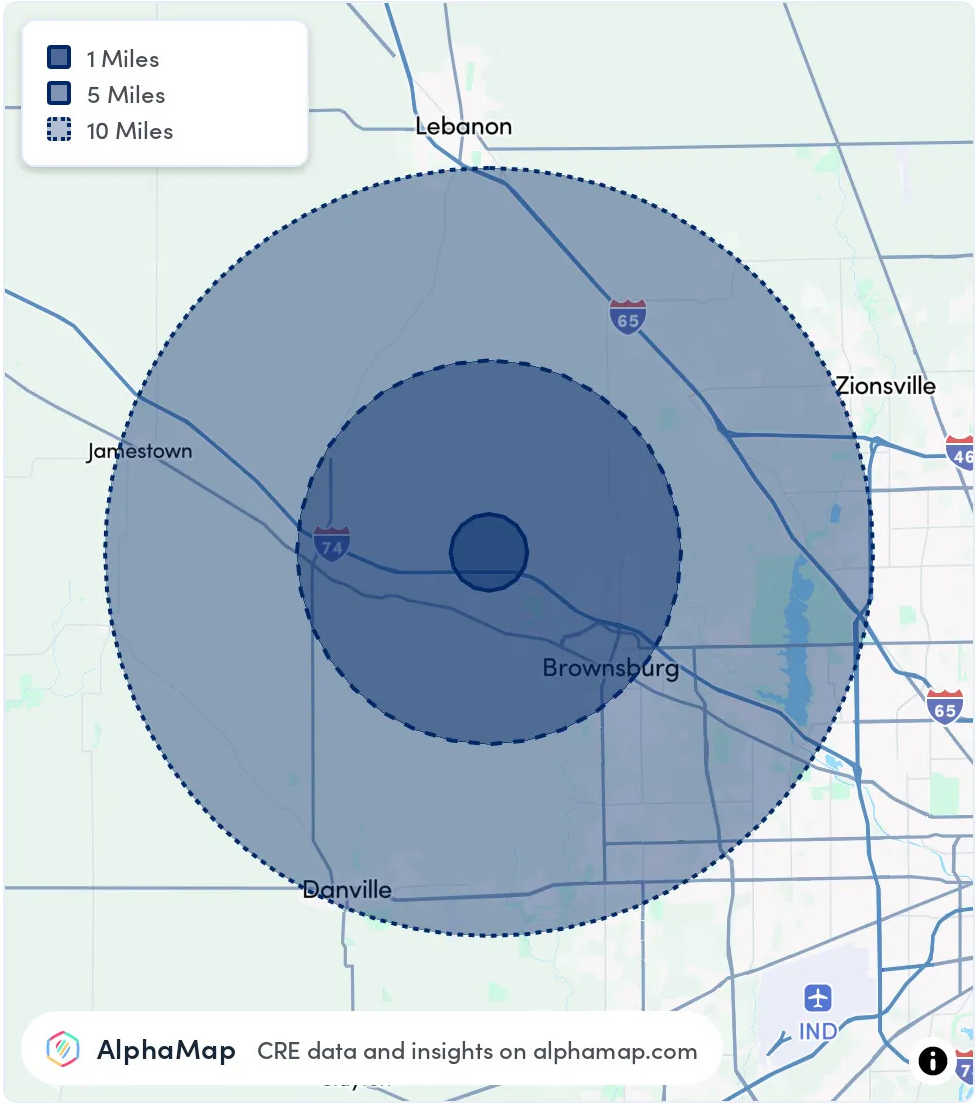 1 Miles
5 Miles
10 Miles
Lebanon
65
Zionsville
46
Jamestown
74
Brownsburg
65
Danville
IND
AlphaMap CRE data and insights on alphamap.com
7